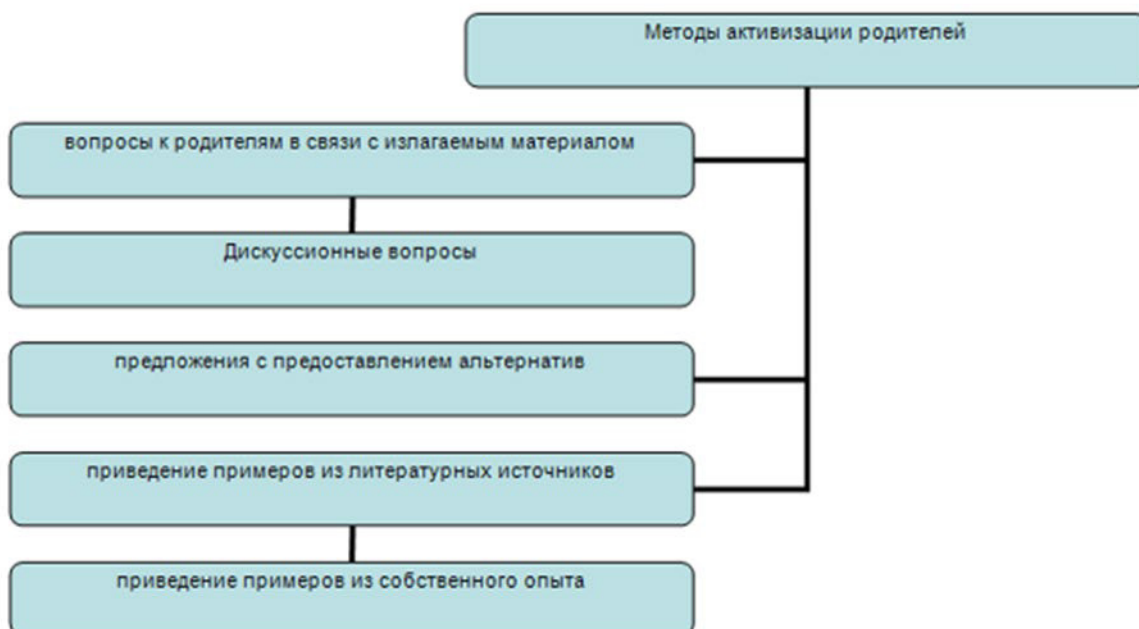 Методы активизации родителей
вопросы к родителям в связи с излагаемым материалом
Дискуссионные вопросы
предложения с предоставлением альтернатив
приведение примеров из литературных источников
приведение примеров из собственного опыта